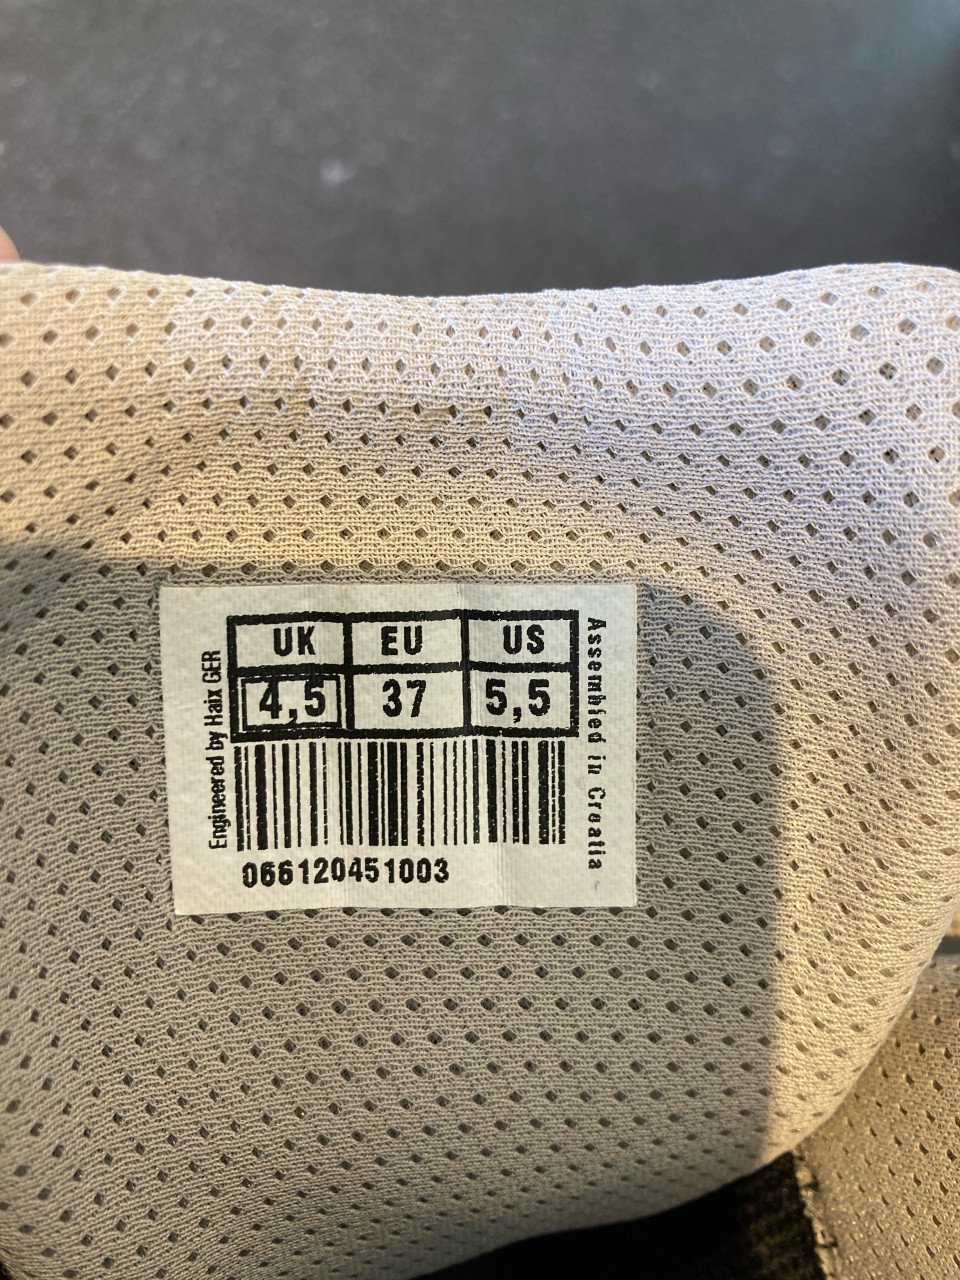 UK EU US
4,5 37 5,5
066120451003
Engineered by Haix GER
Assembled in Croatia